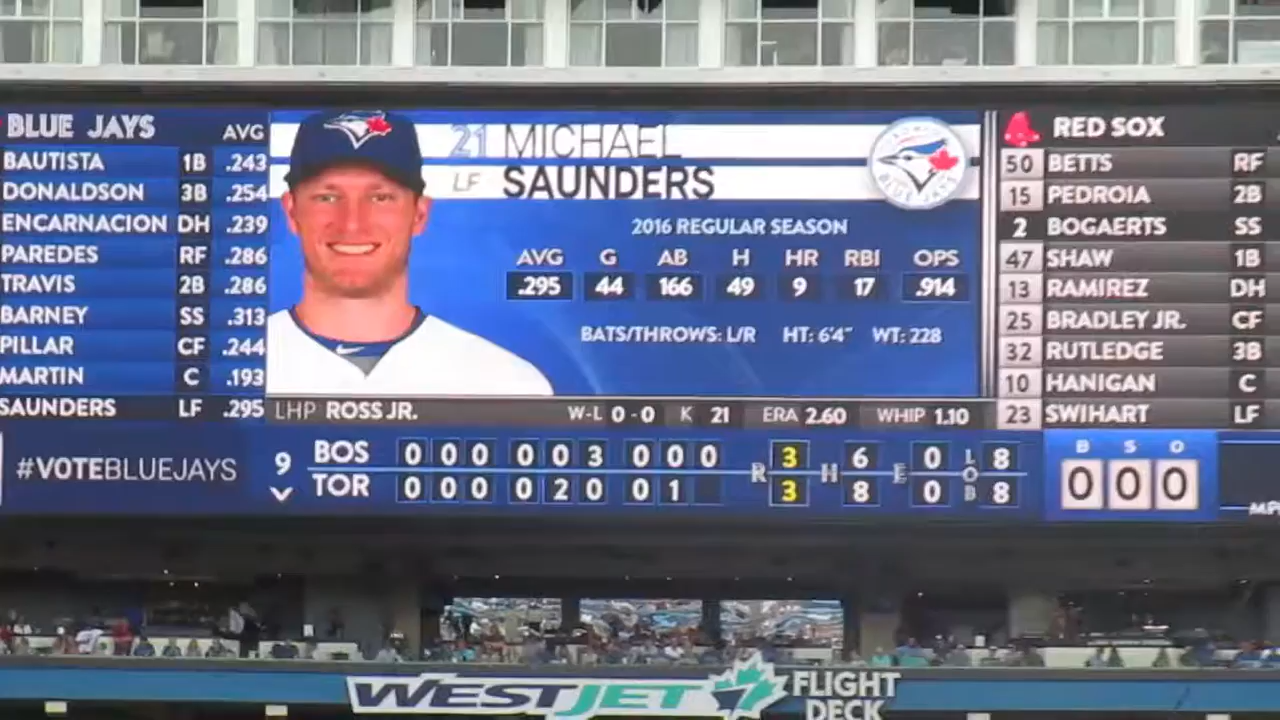 BLUE JAYS AVG
BAUTISTA 1B .243
DONALDSON 3B .254
ENCARNACION DH .239
PAREDES RF .286
TRAVIS 2B .286
BARNEY SS .313
PILLAR CF .244
MARTIN C .193
SAUNDERS LF .295
21 MICHAEL
LF SAUNDERS
2016 REGULAR SEASON
AVG G AB H HR RBI OPS
.295 44 166 49 9 17 .914
BATS/THROWS: L/R HT: 6'4" WT: 228
LHP ROSS JR. W-L 0-0 K 21 ERA 2.60 WHIP 1.10
RED SOX
50 BETTS RF
15 PEDROIA 2B
2 BOGAERTS SS
47 SHAW 1B
13 RAMIREZ DH
25 BRADLEY JR. CF
32 RUTLEDGE 3B
10 HANIGAN C
23 SWIHART LF
#VOTEBLUEJAYS
9
BOS 0 0 0 0 0 3 0 0 0 3 6 0 8
R H E LOB
TOR 0 0 0 0 2 0 0 1 3 8 0 8
B S O
0 0 0
WESTJET FLIGHT
DECK